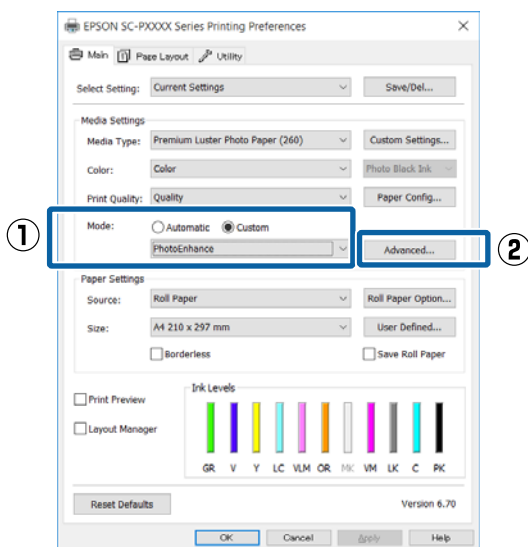 EPSON SC-PXXXX Series Printing Preferences
Main Page Layout Utility
Select Setting: Current Settings Save/Del...
Media Settings
Media Type: Premium Luster Photo Paper (260) Custom Settings...
Color: Color Photo Black Ink
Print Quality: Quality Paper Config...
① Mode: Automatic Custom
PhotoEnhance Advanced... ②
Paper Settings
Source: Roll Paper Roll Paper Option...
Size: A4 210 x 297 mm User Defined...
Borderless Save Roll Paper
Ink Levels
Print Preview
Layout Manager
GR V Y LC VLM OR MK VM LK C PK
Reset Defaults Version 6.70
OK Cancel Apply Help